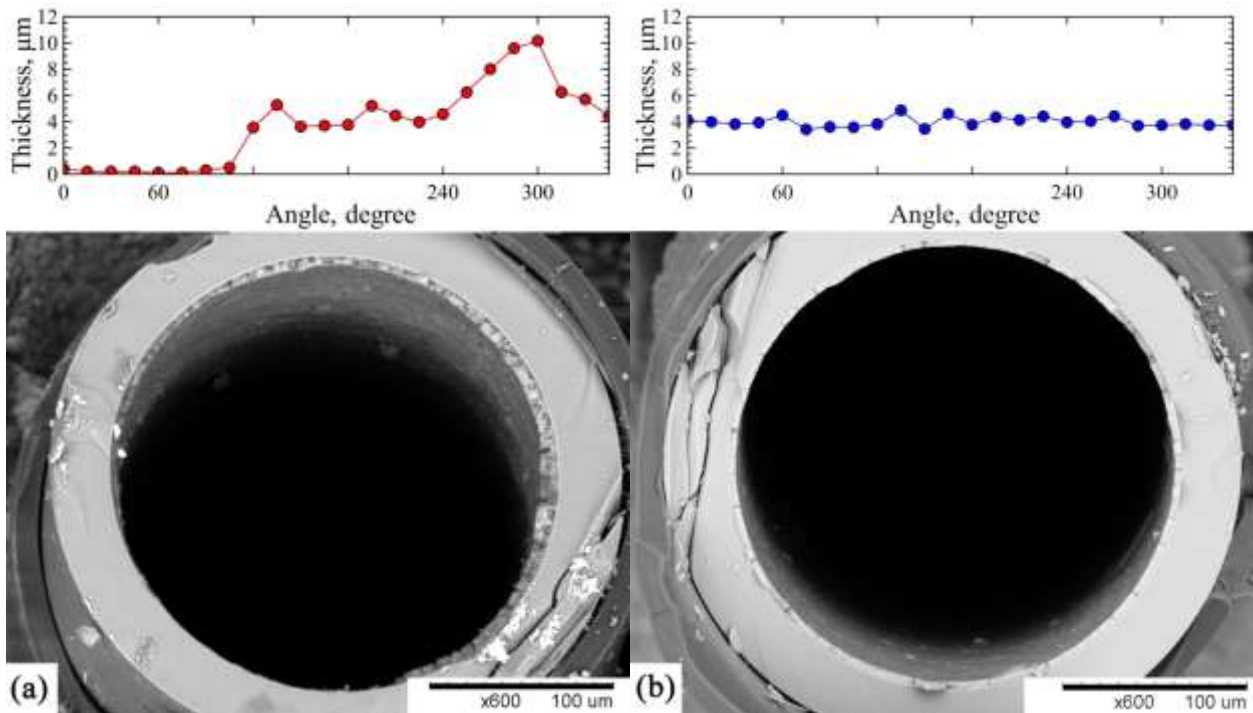 12
10
8
6
4
2
0
Thickness, μm
0 60 240 300
Angle, degree
12
10
8
6
4
2
0
Thickness, μm
0 60 240 300
Angle, degree
(a)
x600 100 um
(b)
x600 100 um